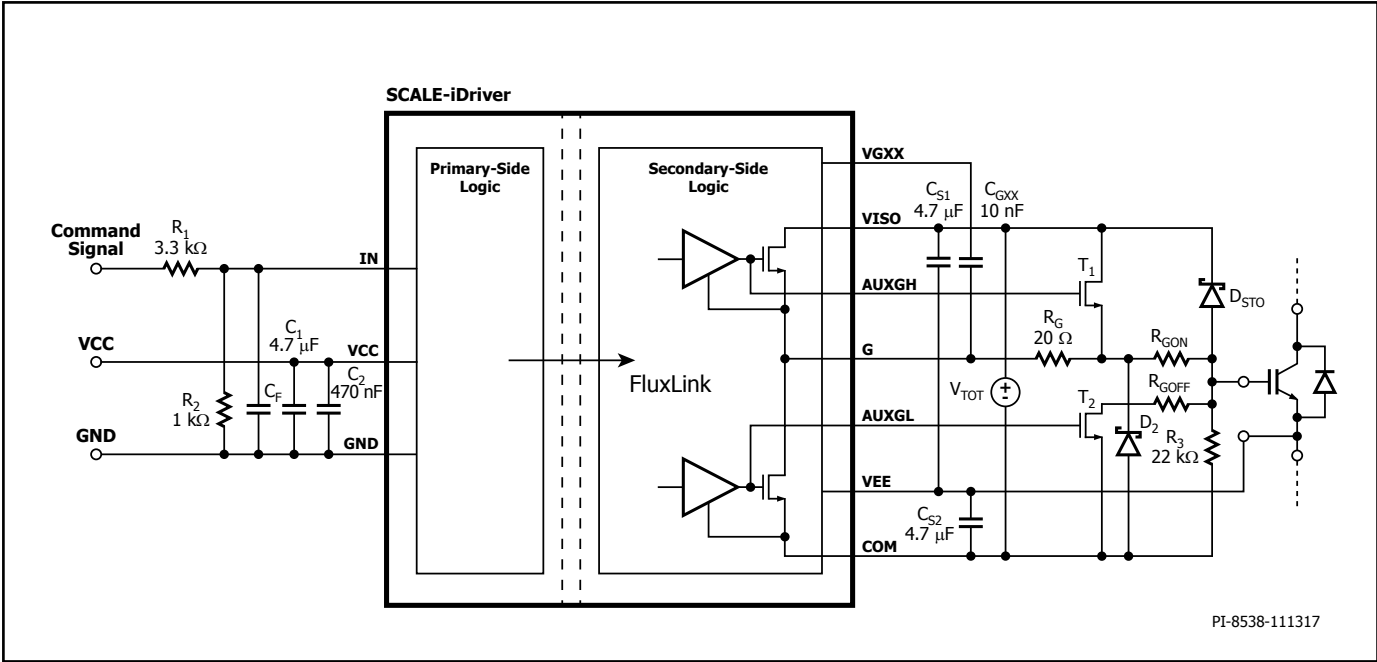 SCALE-iDriver
Primary-Side
Logic
Secondary-Side
Logic
FluxLink
Command
Signal
R1
3.3 kΩ
IN
VCC
C1
4.7 μF
VCC
C2
470 nF
CF
R2
1 kΩ
GND
GND
VGXX
CS1
4.7 μF
CGXX
10 nF
VISO
AUXGH
T1
DSTO
RG
20 Ω
G
RGON
RGOFF
VTOT
T2
AUXGL
D2
R3
22 kΩ
VEE
CS2
4.7 μF
COM
PI-8538-111317